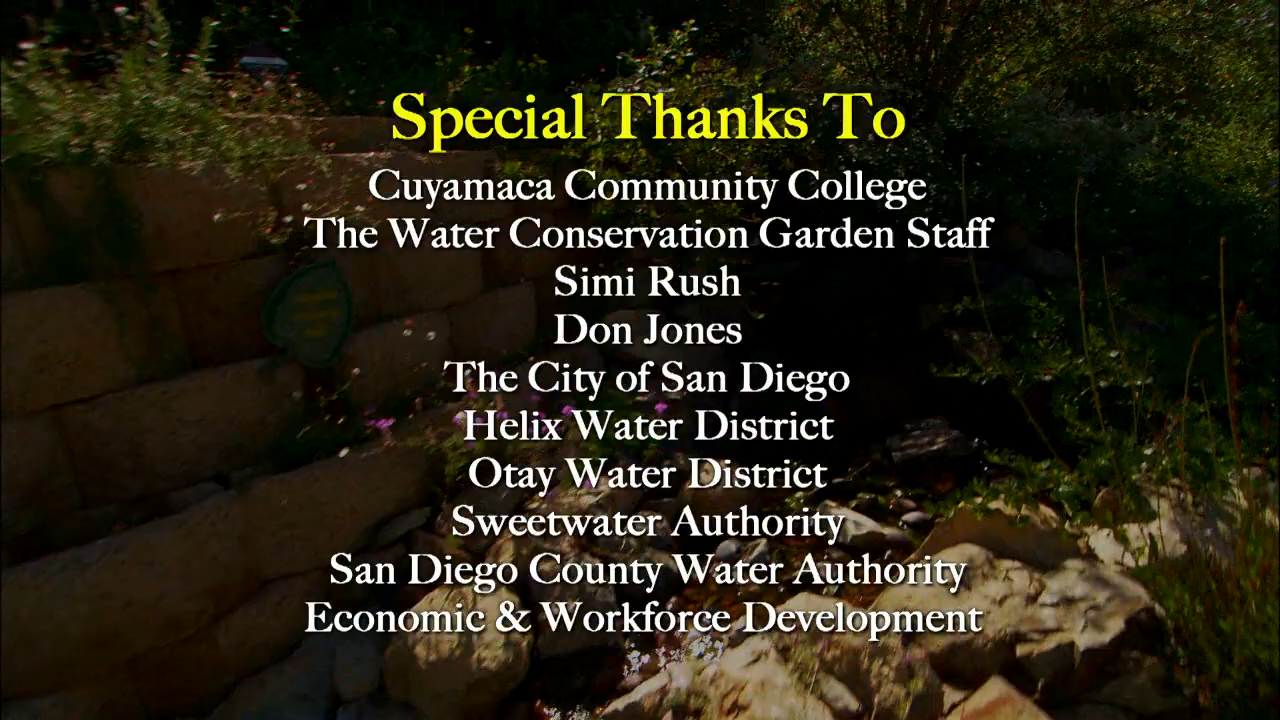 Special Thanks To
Cuyamaca Community College
The Water Conservation Garden Staff
Simi Rush
Don Jones
The City of San Diego
Helix Water District
Otay Water District
Sweetwater Authority
San Diego County Water Authority
Economic & Workforce Development